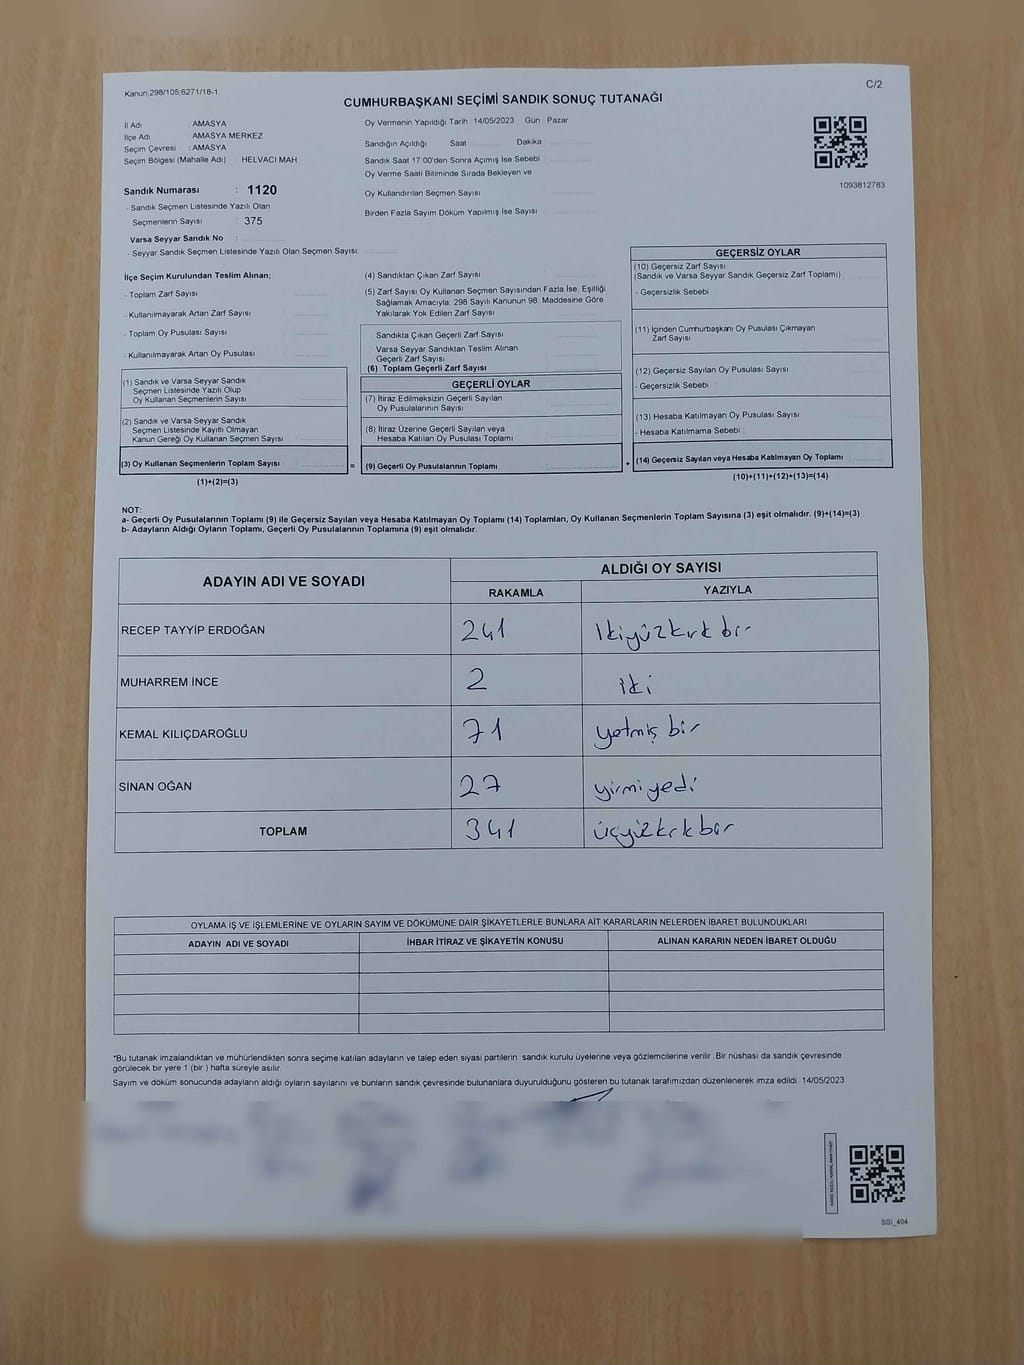 Kanun:298/105;6271/18-1
C/2
CUMHURBAŞKANI SEÇİMİ SANDIK SONUÇ TUTANAĞI
İl Adı : AMASYA
İlçe Adı : AMASYA MERKEZ
Seçim Çevresi : AMASYA
Seçim Bölgesi (Mahalle Adı) HELVACI MAH
Sandık Numarası : 1120
- Sandık Seçmen Listesinde Yazılı Olan
Seçmenlerin Sayısı : 375
Varsa Seyyar Sandık No :
- Seyyar Sandık Seçmen Listesinde Yazılı Olan Seçmen Sayısı:
Oy Vermenin Yapıldığı Tarih 14/05/2023 Gün Pazar
Sandığın Açıldığı Saat Dakika
Sandık Saat 17.00'den Sonra Açımış İse Sebebi
Oy Verme Saati Bitiminde Sırada Bekleyen ve
Oy Kullandırılan Seçmen Sayısı
Birden Fazla Sayım Döküm Yapılmış İse Sayısı
1093812783
İlçe Seçim Kurulundan Teslim Alınan;
- Toplam Zarf Sayısı
- Kullanılmayarak Artan Zarf Sayısı
- Toplam Oy Pusulası Sayısı
- Kullanılmayarak Artan Oy Pusulası
(1) Sandık ve Varsa Seyyar Sandık
Seçmen Listesinde Yazılı Olup
Oy Kullanan Seçmenlerin Sayısı
(2) Sandık ve Varsa Seyyar Sandık
Seçmen Listesinde Kayıtlı Olmayan
Kanun Gereği Oy Kullanan Seçmen Sayısı
(3) Oy Kullanan Seçmenlerin Toplam Sayısı
(1)+(2)=(3)
(4) Sandıktan Çıkan Zarf Sayısı
(5) Zarf Sayısı Oy Kullanan Seçmen Sayısından Fazla İse, Eşitliği
Sağlamak Amacıyla; 298 Sayılı Kanunun 98. Maddesine Göre
Yakılarak Yok Edilen Zarf Sayısı
Sandıkta Çıkan Geçerli Zarf Sayısı
Varsa Seyyar Sandıktan Teslim Alınan
Geçerli Zarf Sayısı
(6) Toplam Geçerli Zarf Sayısı
GEÇERLİ OYLAR
(7) İtiraz Edilmeksizin Geçerli Sayılan
Oy Pusulalarının Sayısı
(8) İtiraz Üzerine Geçerli Sayılan veya
Hesaba Katılan Oy Pusulası Toplamı
= (9) Geçerli Oy Pusulalarının Toplamı +
GEÇERSİZ OYLAR
(10) Geçersiz Zarf Sayısı
(Sandık ve Varsa Seyyar Sandık Geçersiz Zarf Toplamı)
- Geçersizlik Sebebi
(11) İçinden Cumhurbaşkanı Oy Pusulası Çıkmayan
Zarf Sayısı
(12) Geçersiz Sayılan Oy Pusulası Sayısı
- Geçersizlik Sebebi
(13) Hesaba Katılmayan Oy Pusulası Sayısı
- Hesaba Katılmama Sebebi
(14) Geçersiz Sayılan veya Hesaba Katılmayan Oy Toplamı
(10)+(11)+(12)+(13)=(14)
NOT:
a- Geçerli Oy Pusulalarının Toplamı (9) ile Geçersiz Sayılan veya Hesaba Katılmayan Oy Toplamı (14) Toplamları, Oy Kullanan Seçmenlerin Toplam Sayısına (3) eşit olmalıdır. (9)+(14)=(3)
b- Adayların Aldığı Oyların Toplamı, Geçerli Oy Pusulalarının Toplamına (9) eşit olmalıdır.
ADAYIN ADI VE SOYADI
ALDIĞI OY SAYISI
RAKAMLA YAZIYLA
RECEP TAYYİP ERDOĞAN 241 ikiyüzkırk bir
MUHARREM İNCE 2 iki
KEMAL KILIÇDAROĞLU 71 yetmiş bir
SİNAN OĞAN 27 yirmiyedi
TOPLAM 341 üçyüzkırkbir
OYLAMA İŞ VE İŞLEMLERİNE VE OYLARIN SAYIM VE DÖKÜMÜNE DAİR ŞİKAYETLERLE BUNLARA AİT KARARLARIN NELERDEN İBARET BULUNDUKLARI
ADAYIN ADI VE SOYADI İHBAR İTİRAZ VE ŞİKAYETİN KONUSU ALINAN KARARIN NEDEN İBARET OLDUĞU
*Bu tutanak imzalandıktan ve mühürlendikten sonra seçime katılan adayların ve talep eden siyasi partilerin sandık kurulu üyelerine veya gözlemcilerine verilir. Bir nüshası da sandık çevresinde
görülecek bir yere 1 (bir ) hafta süreyle asılır.
Sayım ve döküm sonucunda adayların aldığı oyların sayılarını ve bunların sandık çevresinde bulunanlara duyurulduğunu gösteren bu tutanak tarafımızdan düzenlenerek imza edildi. 14/05/2023
SSİ_404